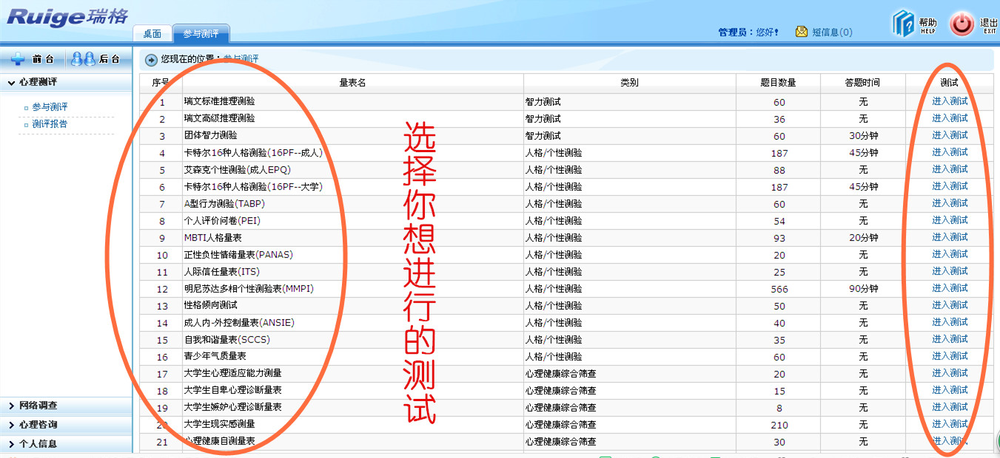 Ruige瑞格
桌面 参与测评
管理员：您好！ 短信息(0)
帮助
HELP
退出
EXIT
前台 后台
您现在的位置：参与测评
心理测评
参与测评
测评报告
网络调查
心理咨询
个人信息
序号 量表名 类别 题目数量 答题时间 测试
1 瑞文标准推理测验 智力测试 60 无 进入测试
2 瑞文高级推理测验 智力测试 36 无 进入测试
3 团体智力测验 智力测试 60 30分钟 进入测试
4 卡特尔16种人格测验(16PF--成人) 人格/个性测验 187 45分钟 进入测试
5 艾森克个性测验(成人EPQ) 人格/个性测验 88 无 进入测试
6 卡特尔16种人格测验(16PF--大学) 人格/个性测验 187 45分钟 进入测试
7 A型行为测验(TABP) 人格/个性测验 60 无 进入测试
8 个人评价问卷(PEI) 人格/个性测验 54 无 进入测试
9 MBTI人格量表 人格/个性测验 93 20分钟 进入测试
10 正性负性情绪量表(PANAS) 人格/个性测验 20 无 进入测试
11 人际信任量表(ITS) 人格/个性测验 25 无 进入测试
12 明尼苏达多相个性测验表(MMPI) 人格/个性测验 566 90分钟 进入测试
13 性格倾向测试 人格/个性测验 50 无 进入测试
14 成人内-外控制量表(ANSIE) 人格/个性测验 40 无 进入测试
15 自我和谐量表(SCCS) 人格/个性测验 35 无 进入测试
16 青少年气质量表 人格/个性测验 60 无 进入测试
17 大学生心理适应能力测量 心理健康综合筛查 20 无 进入测试
18 大学生自卑心理诊断量表 心理健康综合筛查 15 无 进入测试
19 大学生嫉妒心理诊断量表 心理健康综合筛查 8 无 进入测试
20 大学生现实感测量 心理健康综合筛查 210 无 进入测试
21 心理健康自测量表 心理健康综合筛查 30 无 进入测试
选择你想进行的测试